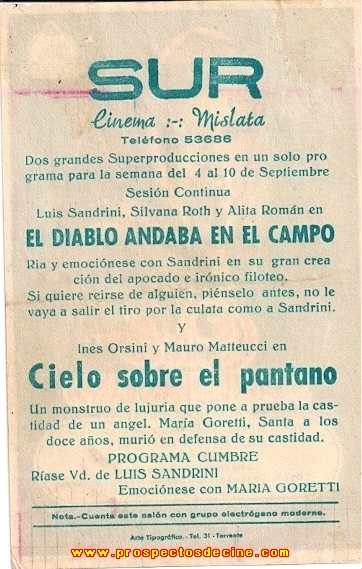 SUR
Cinema :-: Mislata
Teléfono 53686
Dos grandes Superproducciones en un solo pro
grama para la semana del 4 al 10 de Septiembre
Sesión Continua
Luis Sandrini, Silvana Roth y Alita Román en
EL DIABLO ANDABA EN EL CAMPO
Ria y emociónese con Sandrini en su gran crea
ción del apocado e irónico filoteo.
Si quiere reirse de alguien, piénselo antes, no le
vaya a salir el tiro por la culata como a Sandrini.
y
Ines Orsini y Mauro Matteucci en
Cielo sobre el pantano
Un monstruo de lujuria que pone a prueba la cas-
tidad de un angel. María Goretti, Santa a los
doce años, murió en defensa de su castidad.
PROGRAMA CUMBRE
Ríase Vd. de LUIS SANDRINI
Emociónese con MARIA GORETTI
Nota.-Cuenta este salón con grupo electrógeno moderno.
Arte Tipográfico. - Tel. 31 - Torrente
www.prospectosdecine.com